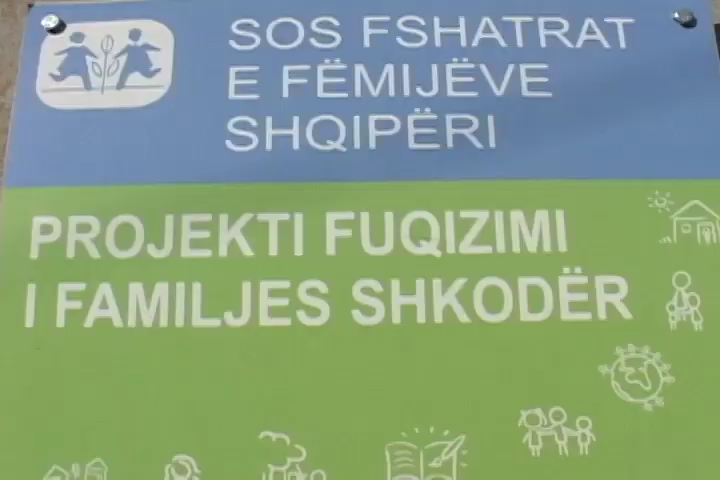 SOS FSHATRAT
E FËMIJËVE
SHQIPËRI
PROJEKTI FUQIZIMI
I FAMILJES SHKODËR